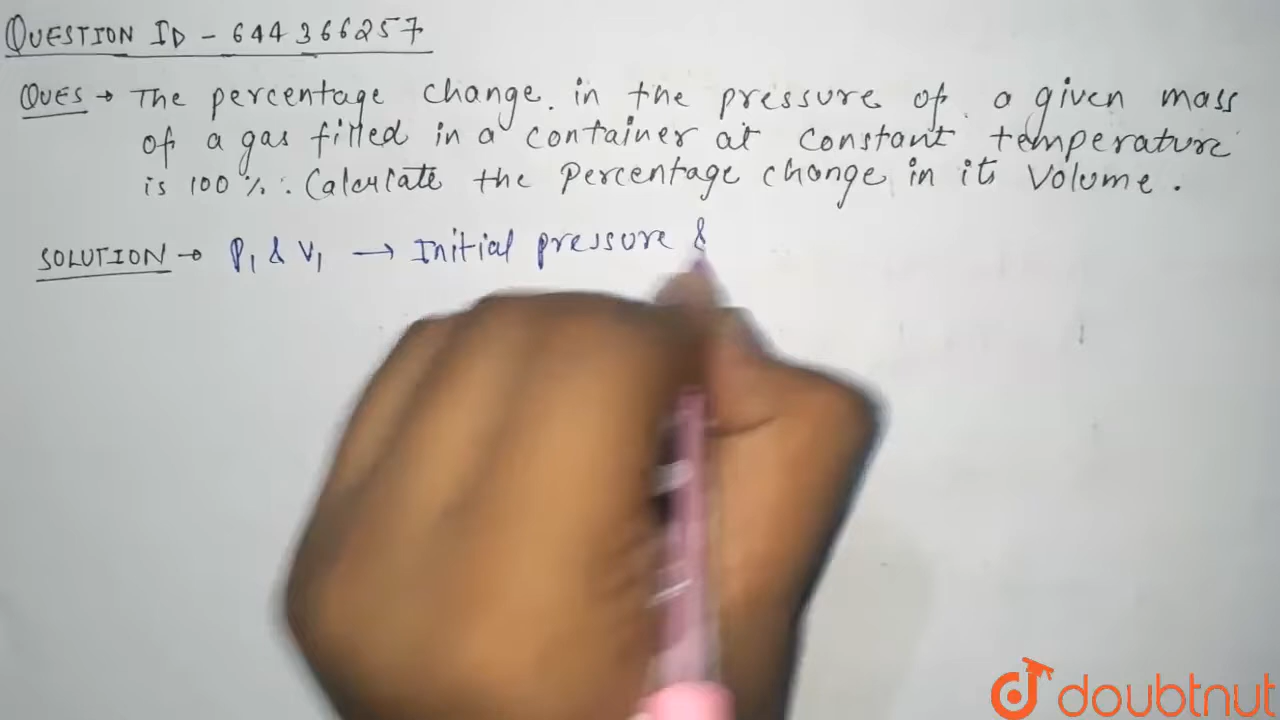 QUESTION ID - 644366257
QUES → The percentage change in the pressure of a given mass
of a gas filled in a container at constant temperature
is 100%. Calculate the percentage change in its volume.
SOLUTION → P₁ & V₁ → Initial pressure &
doubtnut